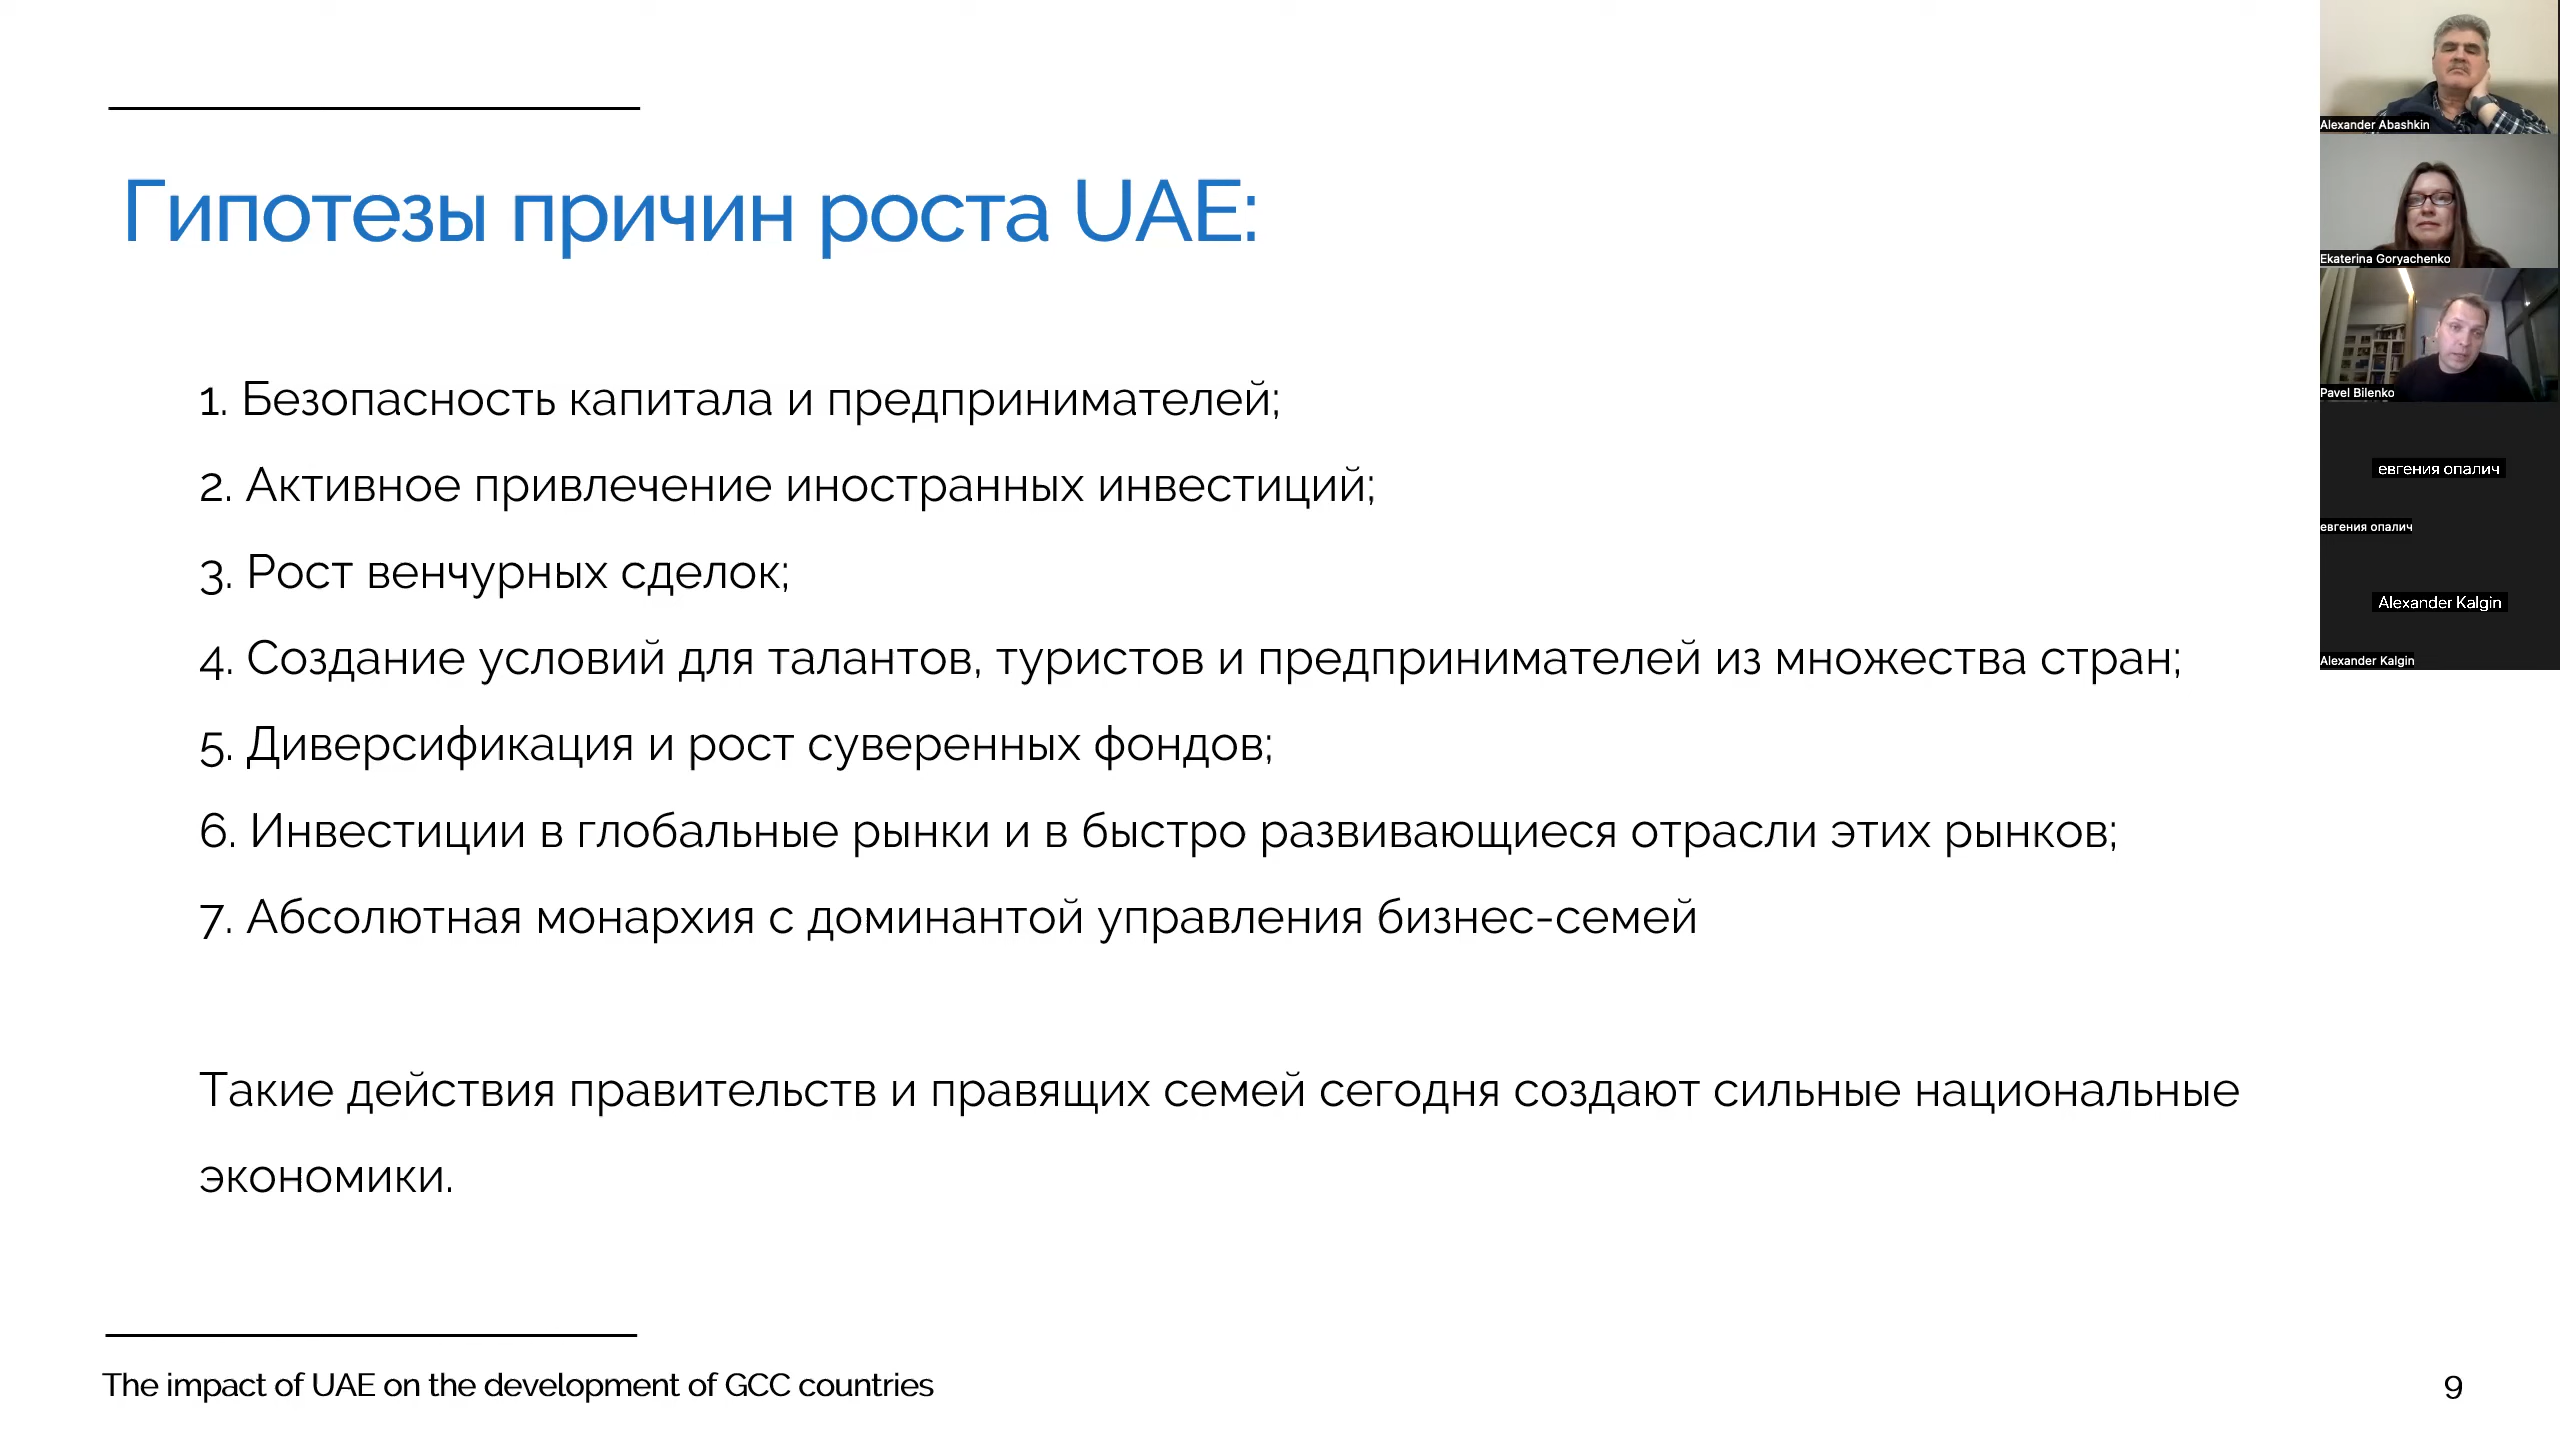 Гипотезы причин роста UAE:
1. Безопасность капитала и предпринимателей;
2. Активное привлечение иностранных инвестиций;
3. Рост венчурных сделок;
4. Создание условий для талантов, туристов и предпринимателей из множества стран;
5. Диверсификация и рост суверенных фондов;
6. Инвестиции в глобальные рынки и в быстро развивающиеся отрасли этих рынков;
7. Абсолютная монархия с доминантой управления бизнес-семей
Такие действия правительств и правящих семей сегодня создают сильные национальные
экономики.
The impact of UAE on the development of GCC countries
9
Alexander Abashkin
Ekaterina Goryachenko
Pavel Bilenko
евгения опалич
евгения опалич
Alexander Kalgin
Alexander Kalgin